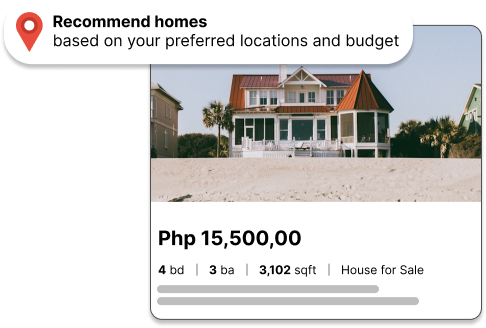 Recommend homes
based on your preferred locations and budget
Php 15,500,00
4 bd | 3 ba | 3,102 sqft | House for Sale